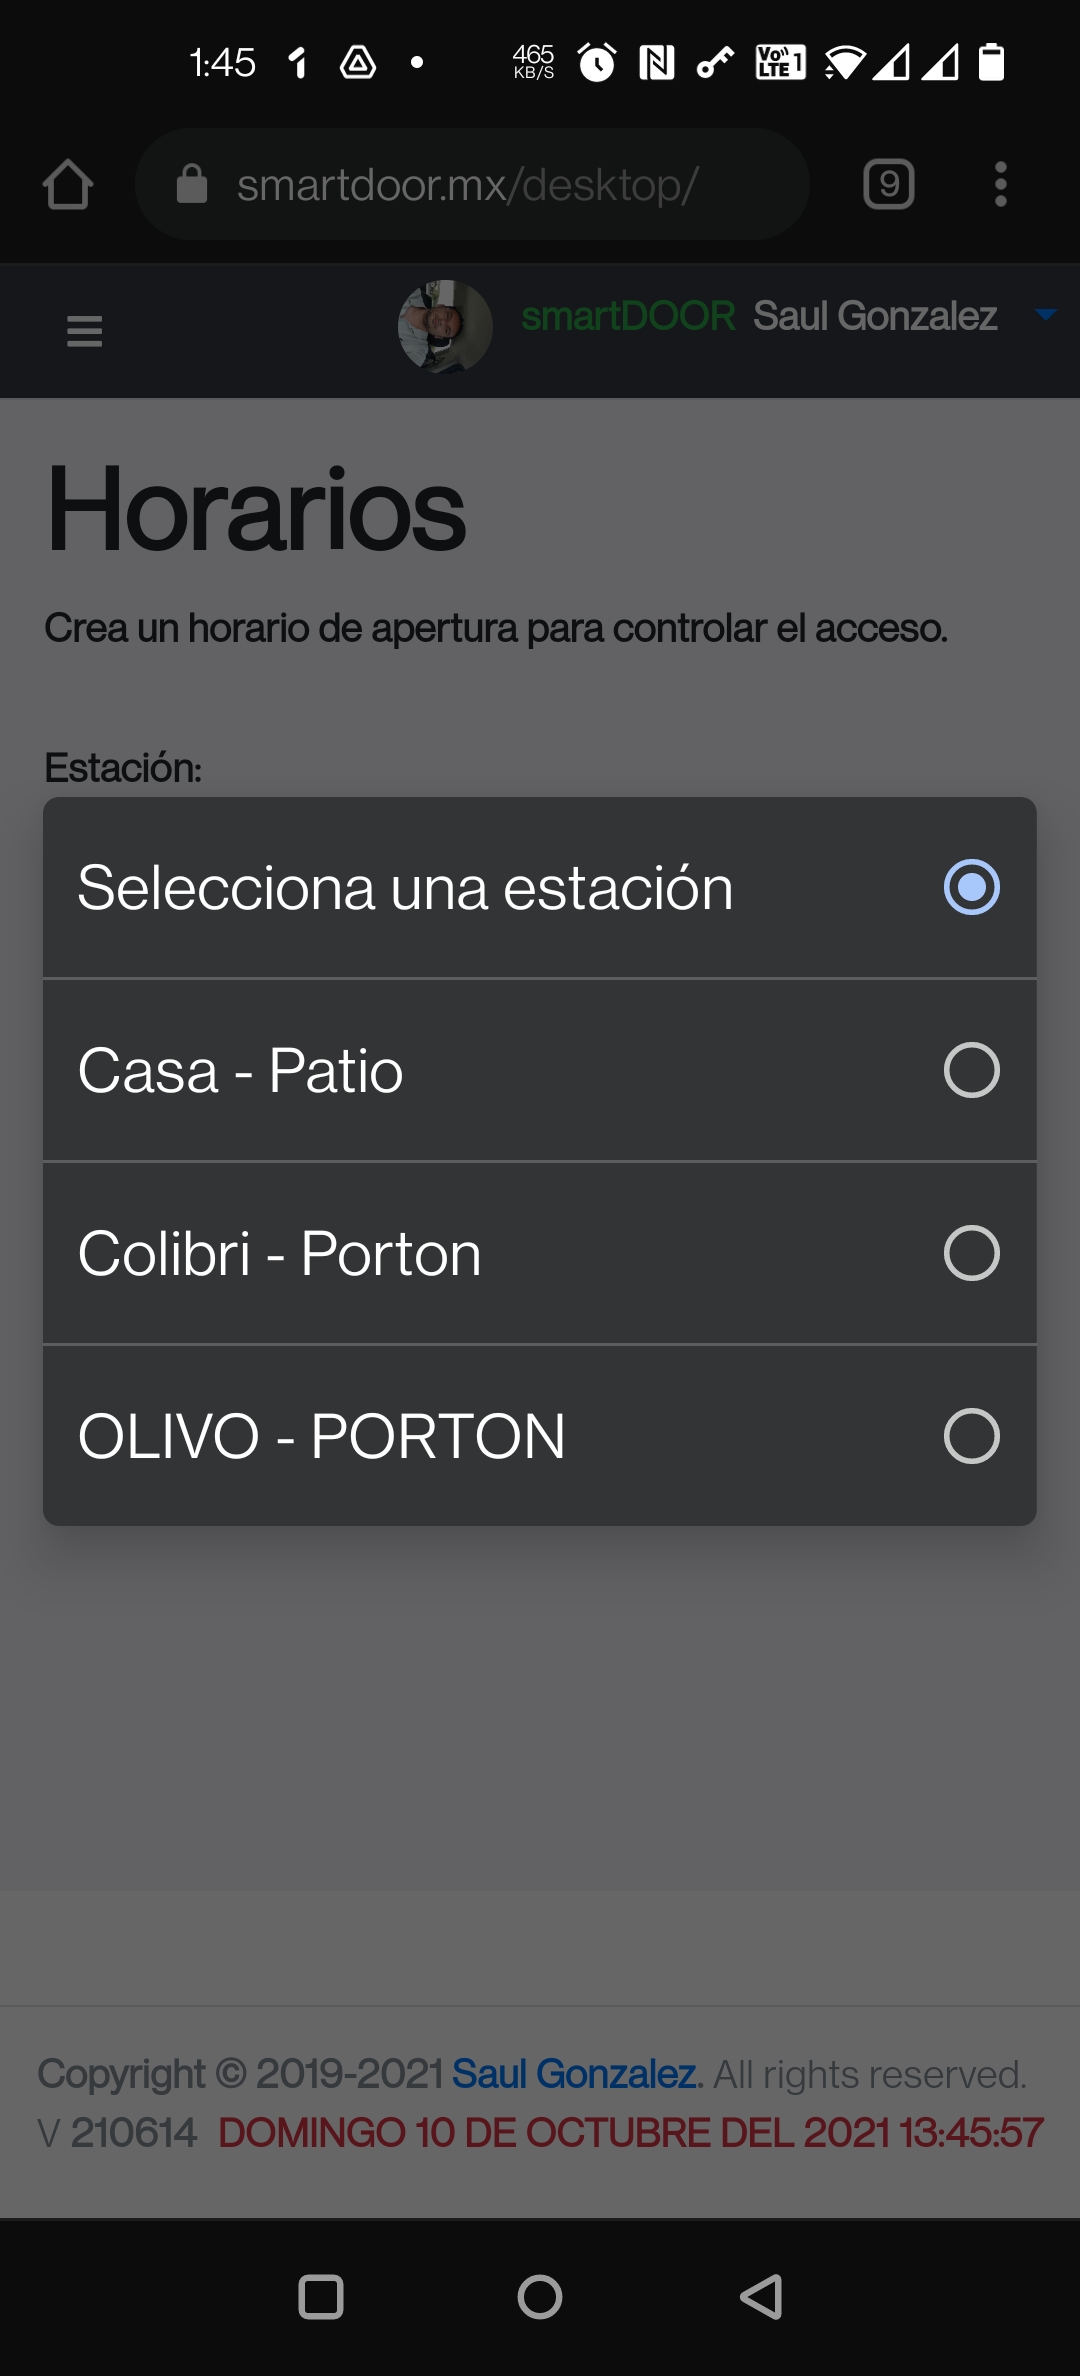 1:45 465 KB/S VoLTE 1
smartdoor.mx/desktop/ 9
smartDOOR Saul Gonzalez
Horarios
Crea un horario de apertura para controlar el acceso.
Estación:
Selecciona una estación
Casa - Patio
Colibri - Porton
OLIVO - PORTON
Copyright © 2019-2021 Saul Gonzalez. All rights reserved.
V 210614 DOMINGO 10 DE OCTUBRE DEL 2021 13:45:57